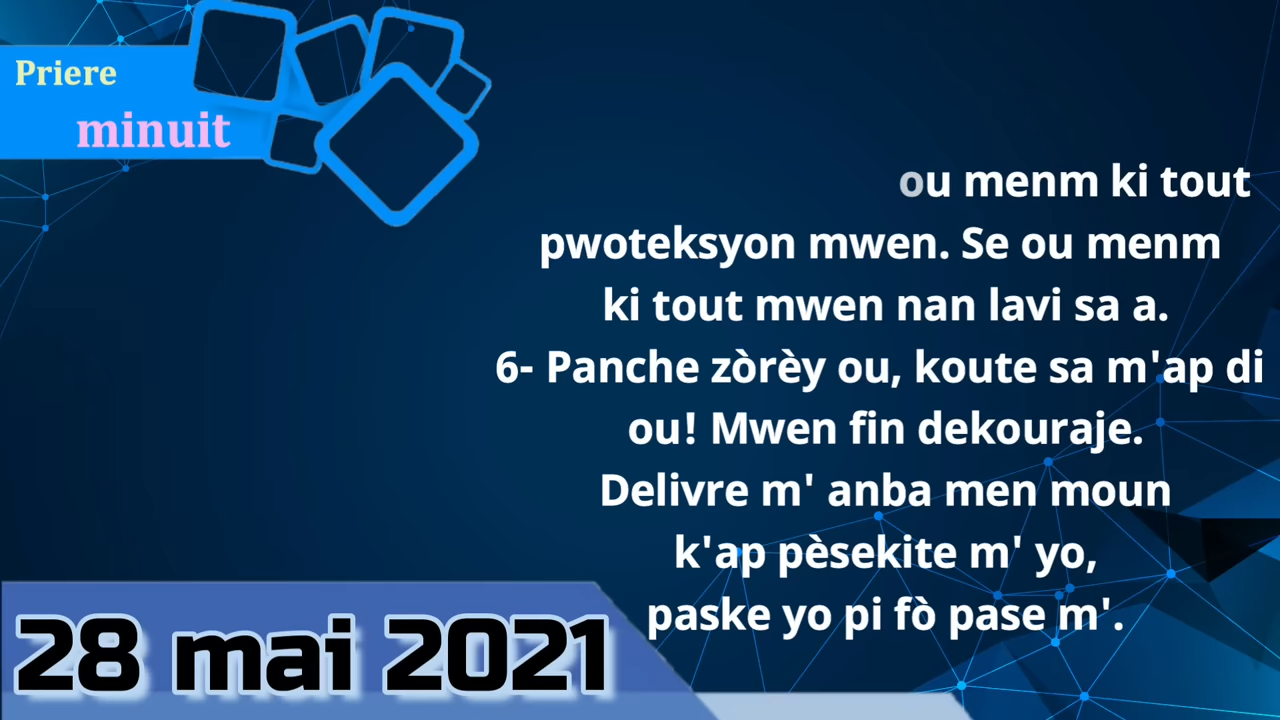 Priere
minuit
ou menm ki tout
pwoteksyon mwen. Se ou menm
ki tout mwen nan lavi sa a.
6- Panche zòrèy ou, koute sa m'ap di
ou! Mwen fin dekouraje.
Delivre m' anba men moun
k'ap pèsekite m' yo,
paske yo pi fò pase m'.
28 mai 2021